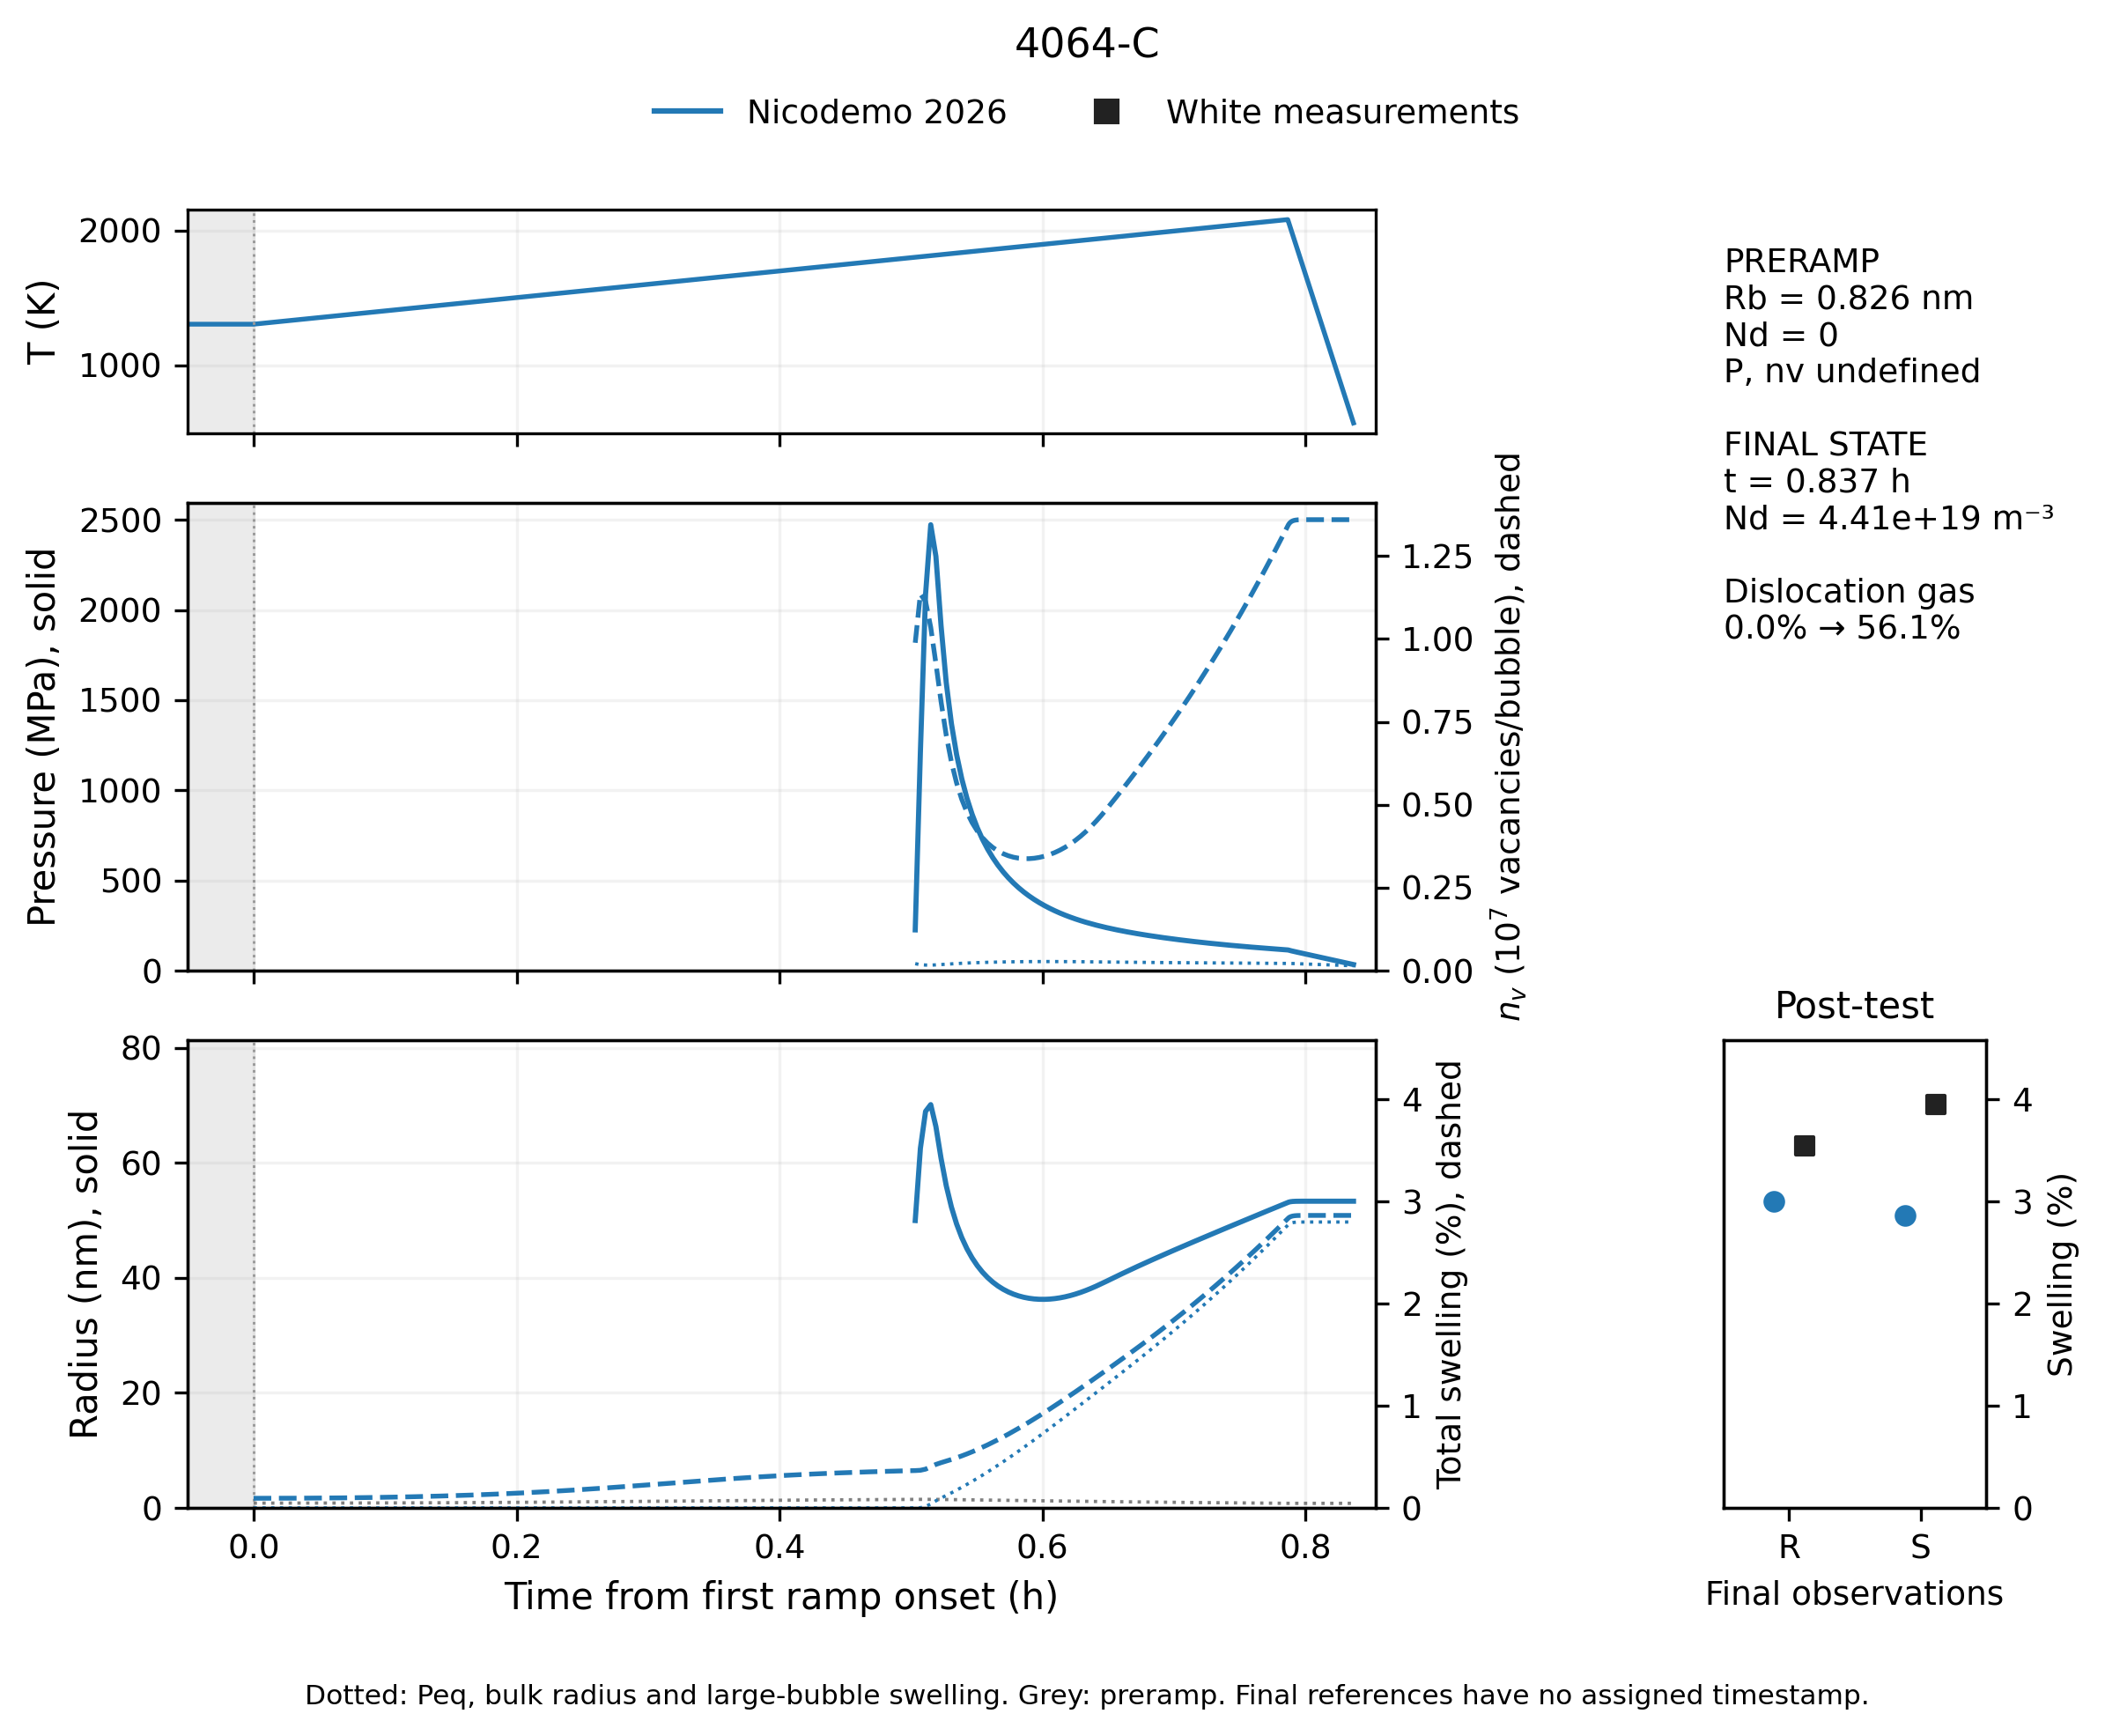 4064-C
Nicodemo 2026
White measurements
T (K)
2000
1000
PRERAMP
Rb = 0.826 nm
Nd = 0
P, nv undefined
FINAL STATE
t = 0.837 h
Nd = 4.41e+19 m⁻³
Dislocation gas
0.0% → 56.1%
Pressure (MPa), solid
2500
2000
1500
1000
500
0
1.25
1.00
0.75
0.50
0.25
0.00
n_v (10^7 vacancies/bubble), dashed
Radius (nm), solid
80
60
40
20
0
4
3
2
1
0
Total swelling (%), dashed
0.0
0.2
0.4
0.6
0.8
Time from first ramp onset (h)
Post-test
4
3
2
1
0
Swelling (%)
R
S
Final observations
Dotted: Peq, bulk radius and large-bubble swelling. Grey: preramp. Final references have no assigned timestamp.